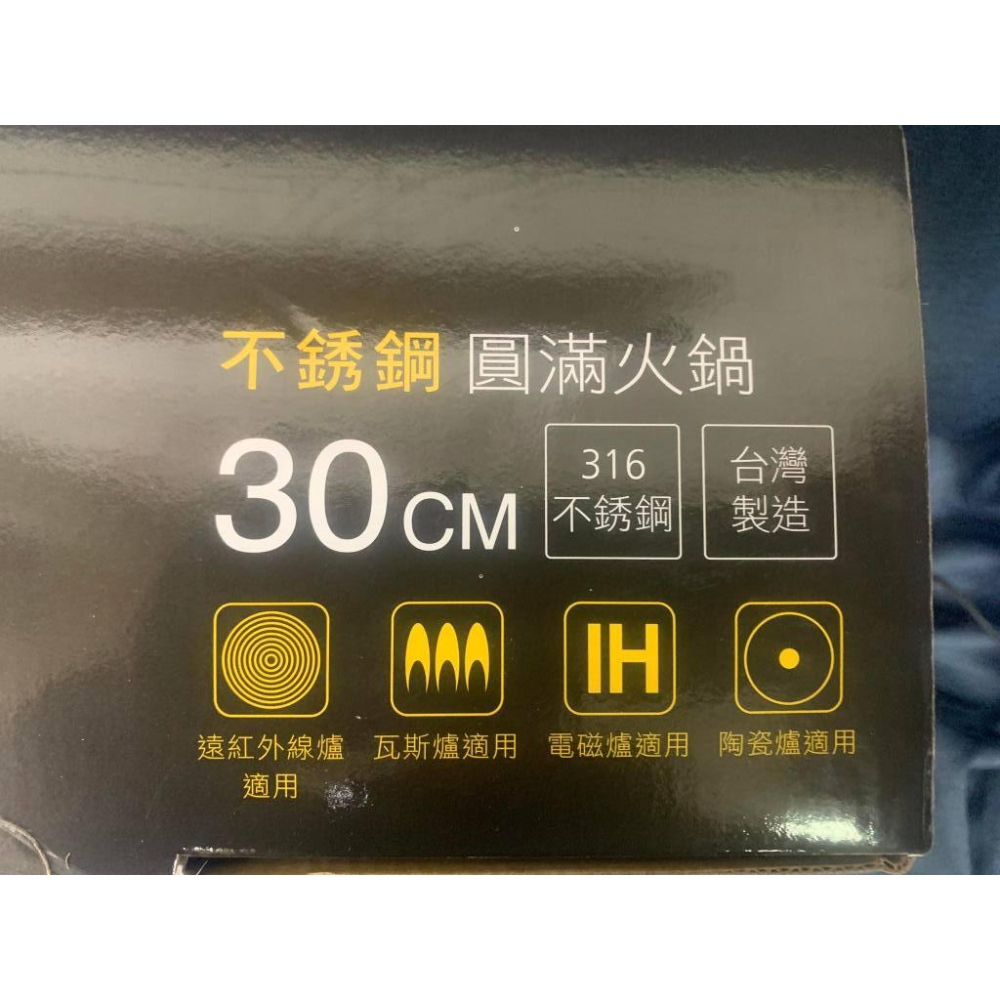 不銹鋼 圓滿火鍋
30CM
316
不銹鋼
台灣
製造
IH
遠紅外線爐
適用
瓦斯爐適用
電磁爐適用
陶瓷爐適用